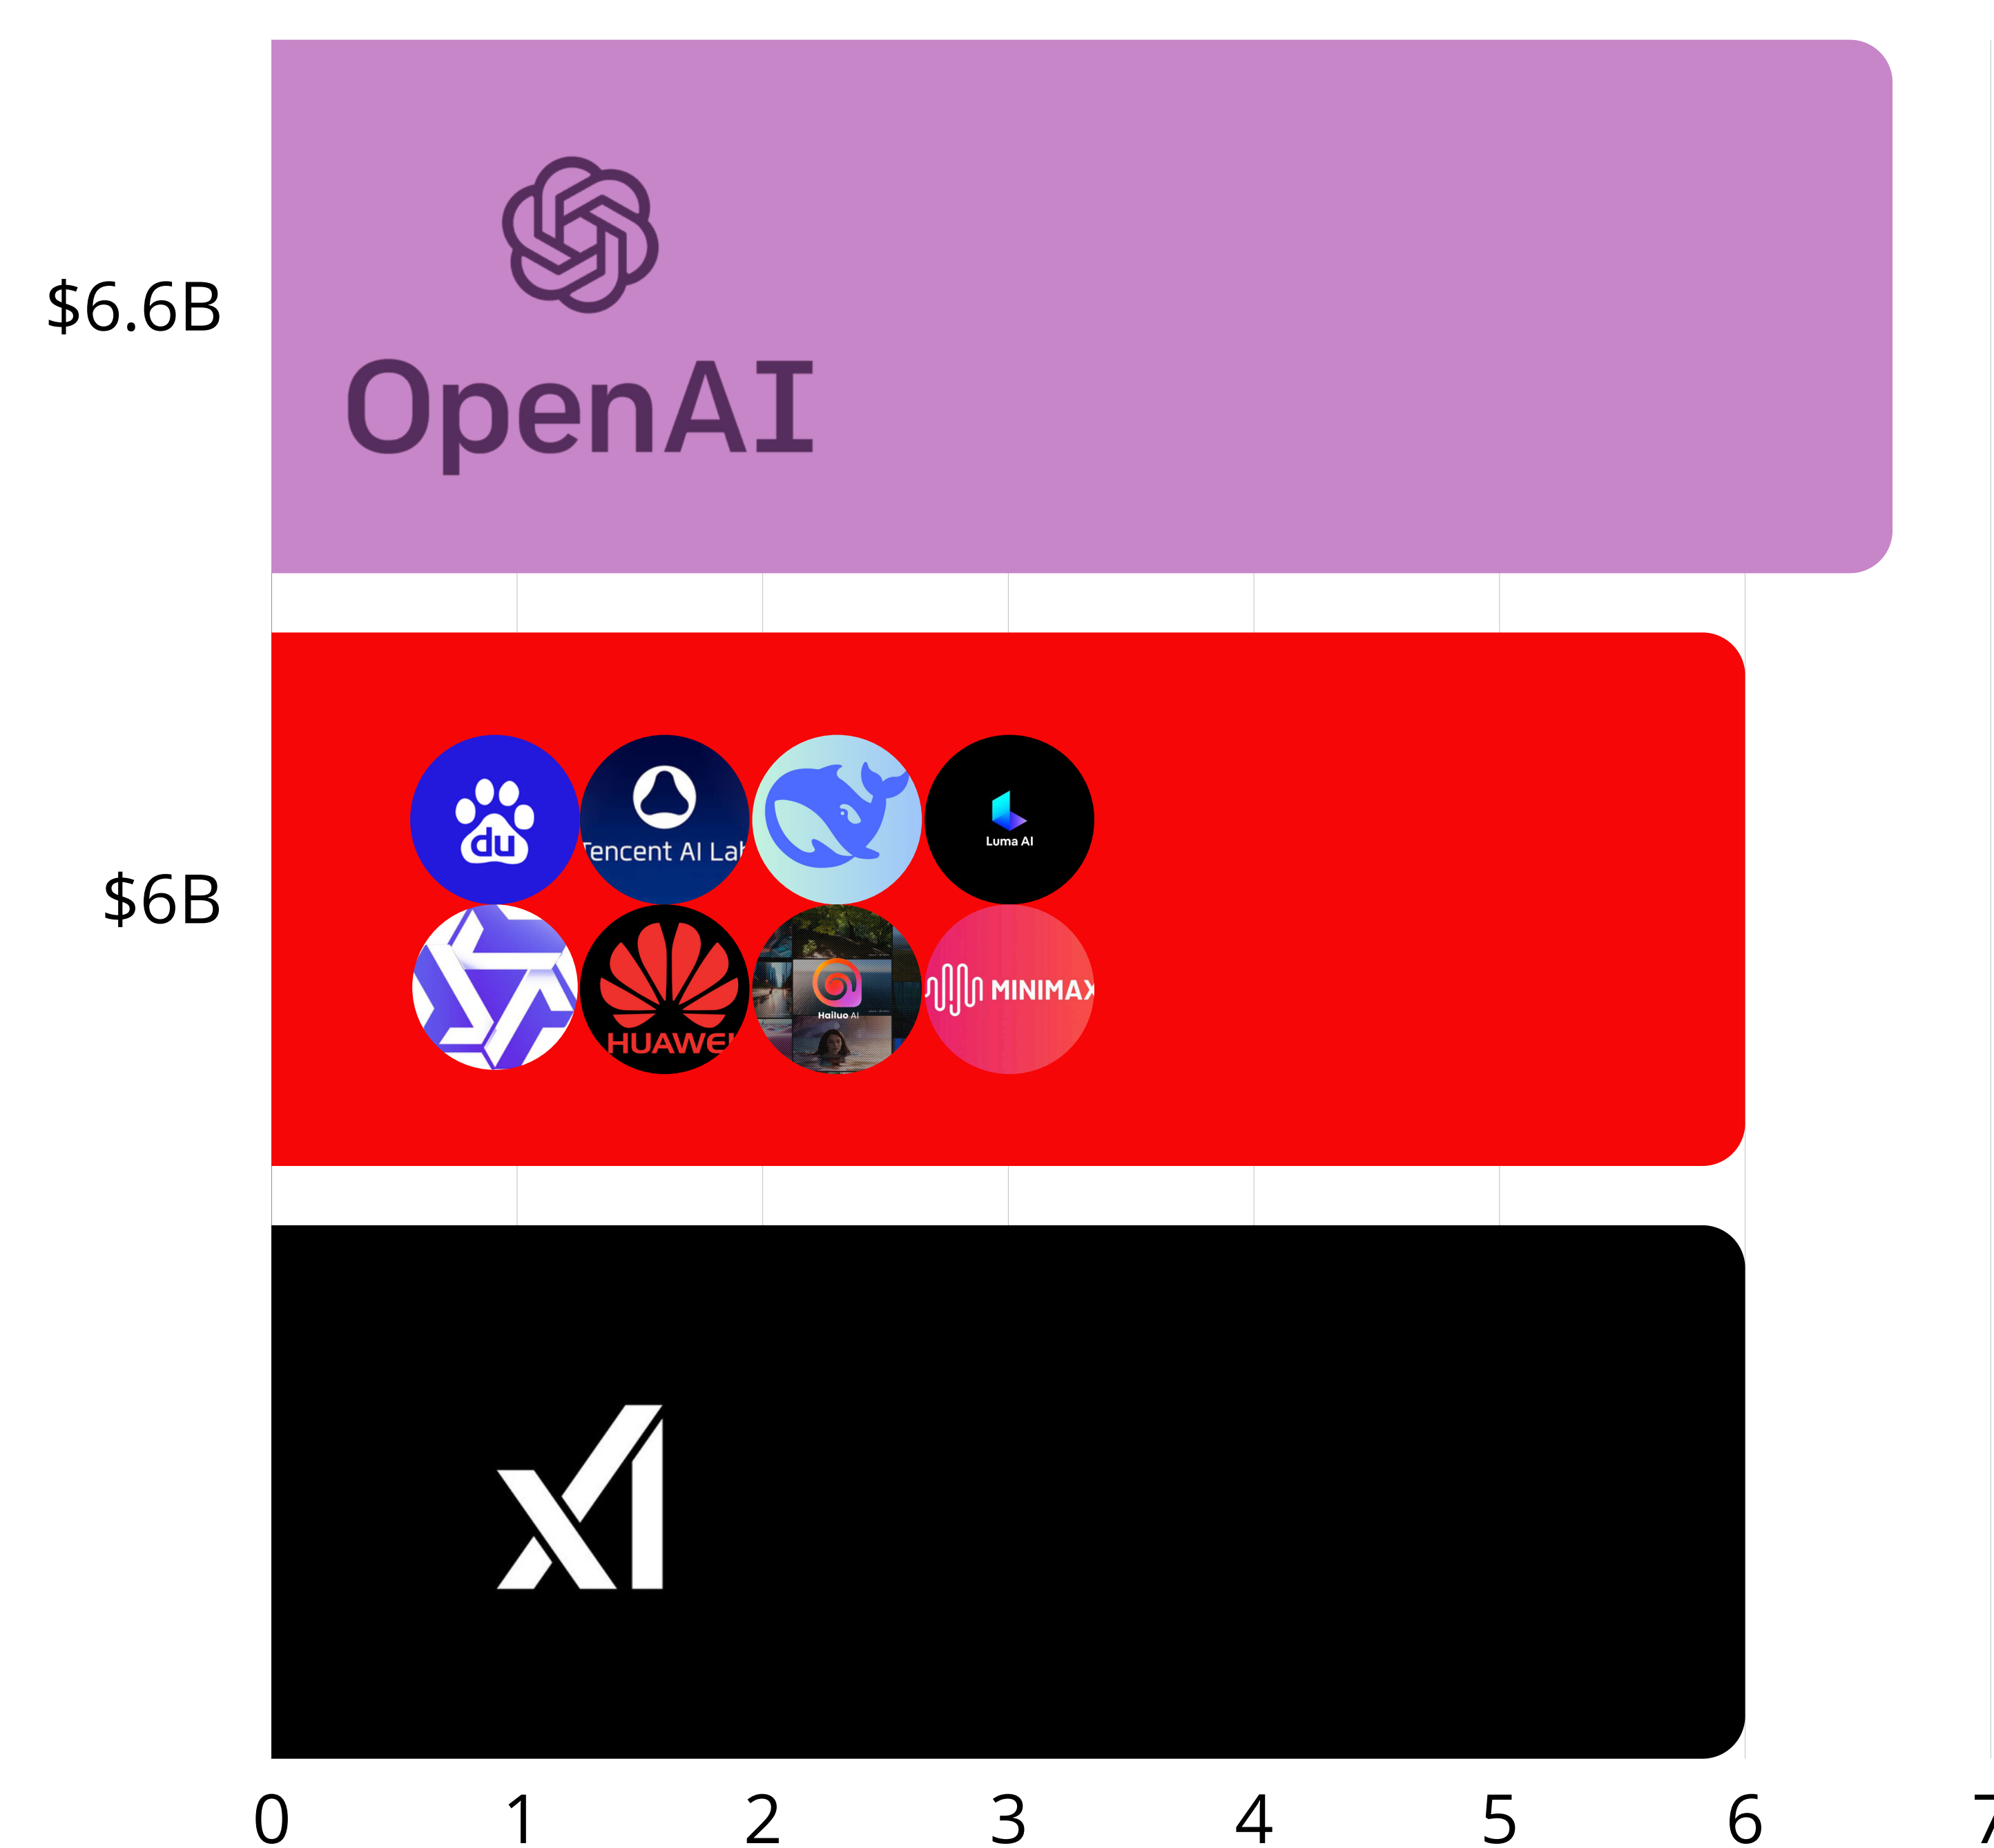 $6.6B
OpenAI
$6B
du
Tencent AI Lab
Luma AI
HUAWEI
Hailuo AI
MINIMAX
0 1 2 3 4 5 6 7